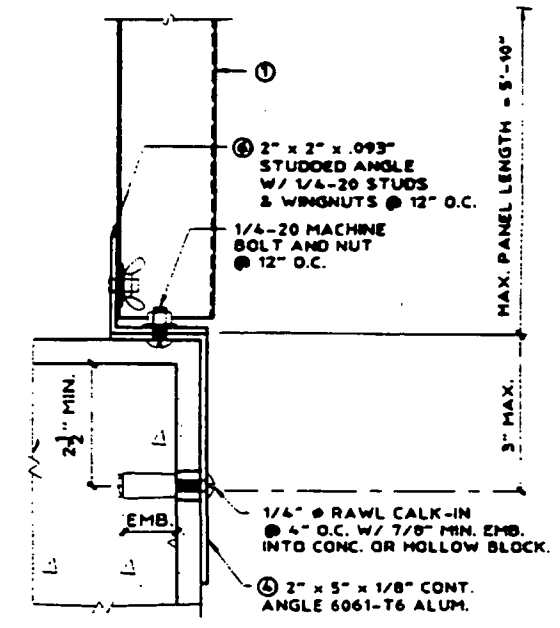 ①
⑥ 2" x 2" x .093"
STUDDED ANGLE
W/ 1/4-20 STUDS
& WINGNUTS @ 12" O.C.
1/4-20 MACHINE
BOLT AND NUT
@ 12" O.C.
MAX. PANEL LENGTH = 5'-10"
2½" MIN.
3" MAX.
EMB.
1/4" ø RAWL CALK-IN
@ 4" O.C. W/ 7/8" MIN. EMB.
INTO CONC. OR HOLLOW BLOCK.
④ 2" x 5" x 1/8" CONT.
ANGLE 6061-T6 ALUM.